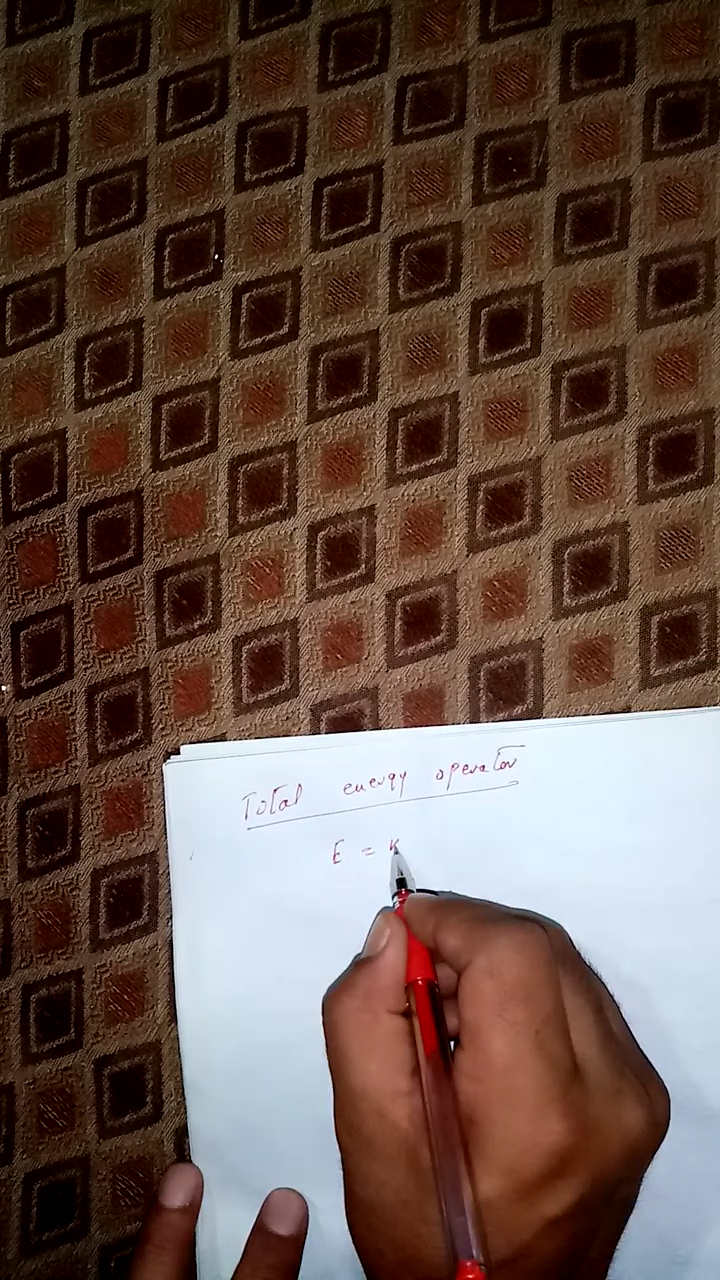 Total energy operator
E = K